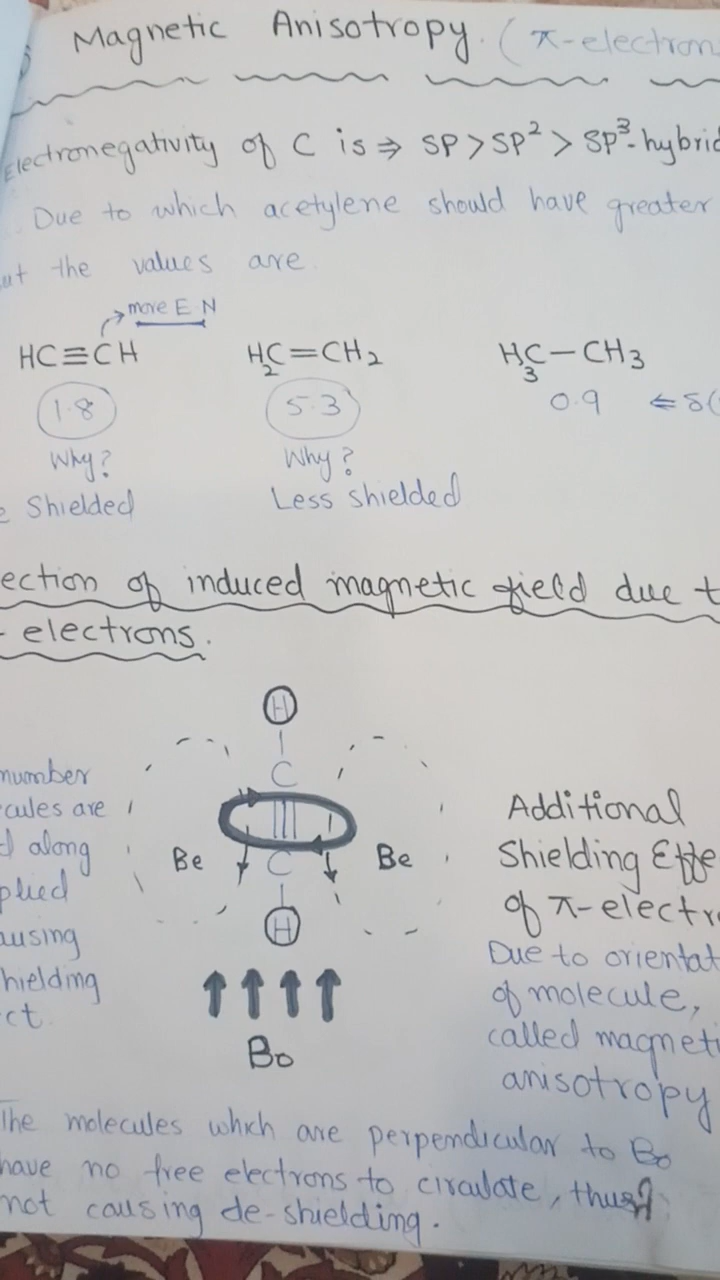 Magnetic Anisotropy. (π-electron
Electronegativity of C is ⇒ SP > SP² > SP³-hybrid
Due to which acetylene should have greater
ut the values are
more E N
HC≡CH H₂C=CH₂ H₃C-CH₃
1.8 5.3 0.9 ⇐ δ(
Why? Why?
e Shielded Less shielded
ection of induced magnetic field due t
- electrons.
H
C
C
H
Be Be
B₀
number
cules are
d along
plied
ausing
hielding
ct.
Additional
Shielding Effe
of π-electr
Due to orientat
of molecule,
called magneti
anisotropy
The molecules which are perpendicular to B₀
have no free electrons to circulate, thus
not causing de-shielding.